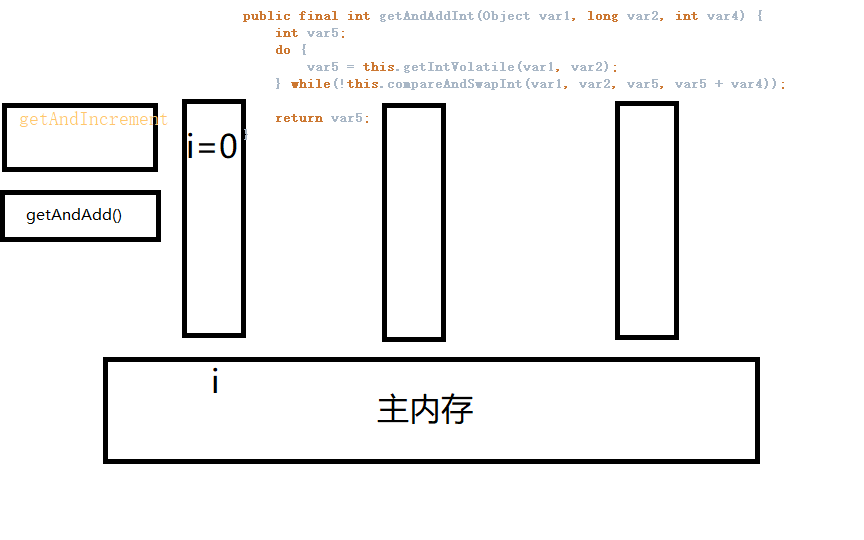 public final int getAndAddInt(Object var1, long var2, int var4) {
int var5;
do {
var5 = this.getIntVolatile(var1, var2);
} while(!this.compareAndSwapInt(var1, var2, var5, var5 + var4));
return var5;
}
getAndIncrement
i=0
getAndAdd()
i
主内存